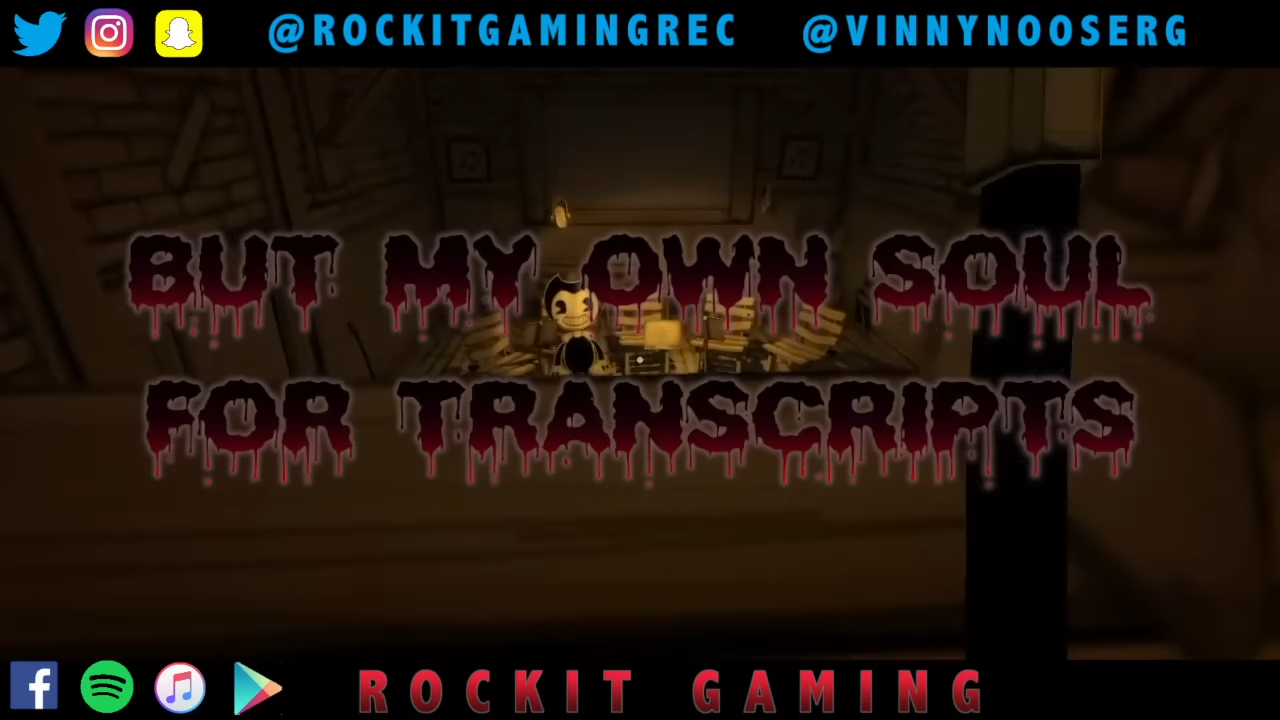 @ROCKITGAMINGREC @VINNYNOOSERG
BUT MY OWN SOUL
FOR TRANSCRIPTS
ROCKIT GAMING